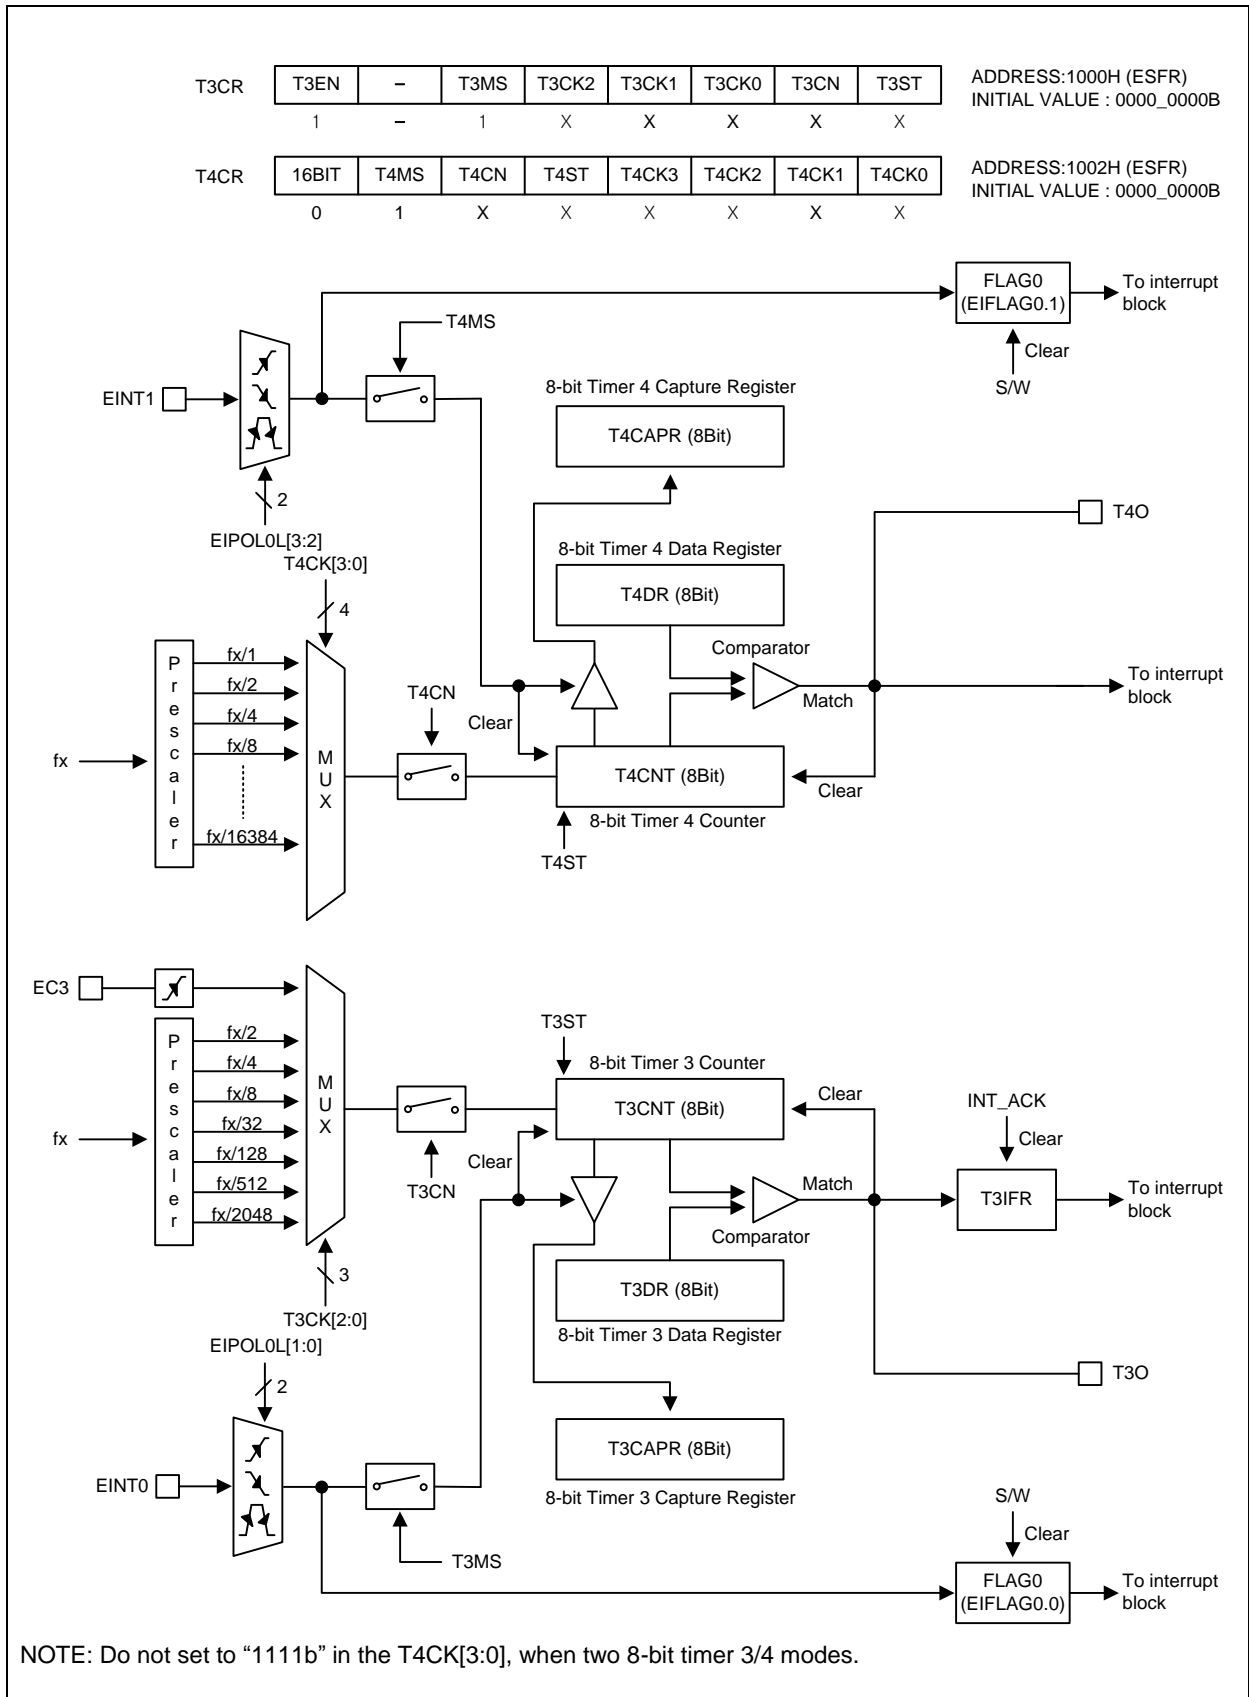 T3CR T3EN – T3MS T3CK2 T3CK1 T3CK0 T3CN T3ST ADDRESS:1000H (ESFR)
INITIAL VALUE : 0000_0000B
1 – 1 X X X X X
T4CR 16BIT T4MS T4CN T4ST T4CK3 T4CK2 T4CK1 T4CK0 ADDRESS:1002H (ESFR)
INITIAL VALUE : 0000_0000B
0 1 X X X X X X
FLAG0
(EIFLAG0.1)
To interrupt
block
Clear
S/W
T4MS
EINT1
2
EIPOL0L[3:2]
8-bit Timer 4 Capture Register
T4CAPR (8Bit)
T4O
T4CK[3:0]
4
8-bit Timer 4 Data Register
T4DR (8Bit)
Comparator
Match
To interrupt
block
fx
Prescaler
fx/1
fx/2
fx/4
fx/8
fx/16384
MUX
T4CN
Clear
T4CNT (8Bit)
Clear
8-bit Timer 4 Counter
T4ST
EC3
fx
Prescaler
fx/2
fx/4
fx/8
fx/32
fx/128
fx/512
fx/2048
MUX
3
T3CK[2:0]
T3CN
T3ST
8-bit Timer 3 Counter
T3CNT (8Bit)
Clear
Clear
Match
Comparator
INT_ACK
Clear
T3IFR
To interrupt
block
T3DR (8Bit)
8-bit Timer 3 Data Register
T3O
EIPOL0L[1:0]
2
EINT0
T3CAPR (8Bit)
8-bit Timer 3 Capture Register
T3MS
S/W
Clear
FLAG0
(EIFLAG0.0)
To interrupt
block
NOTE: Do not set to “1111b” in the T4CK[3:0], when two 8-bit timer 3/4 modes.